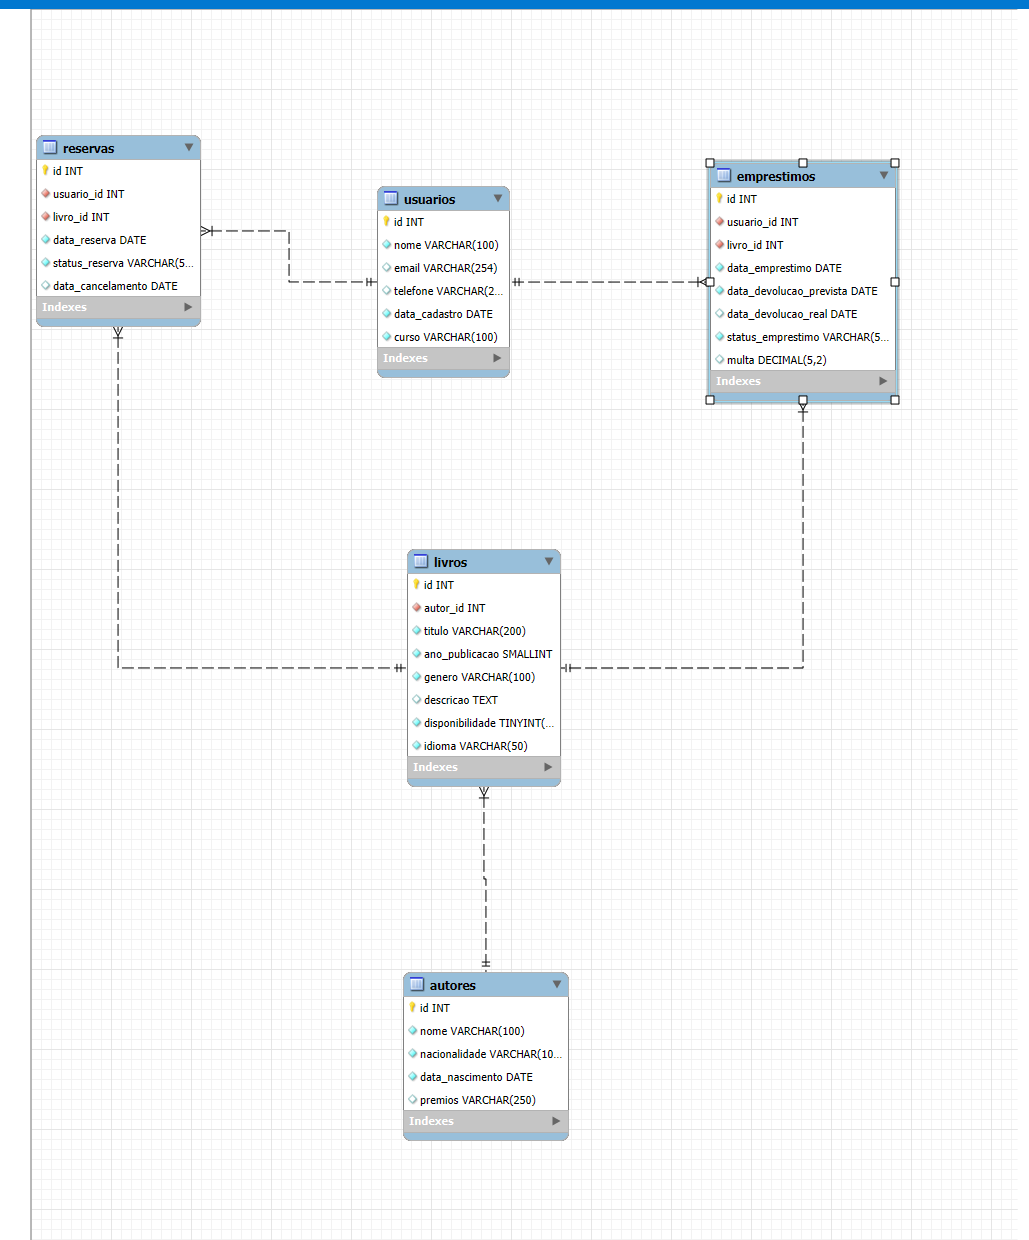 reservas
id INT
usuario_id INT
livro_id INT
data_reserva DATE
status_reserva VARCHAR(5...
data_cancelamento DATE
Indexes
usuarios
id INT
nome VARCHAR(100)
email VARCHAR(254)
telefone VARCHAR(2...
data_cadastro DATE
curso VARCHAR(100)
Indexes
emprestimos
id INT
usuario_id INT
livro_id INT
data_emprestimo DATE
data_devolucao_prevista DATE
data_devolucao_real DATE
status_emprestimo VARCHAR(5...
multa DECIMAL(5,2)
Indexes
livros
id INT
autor_id INT
titulo VARCHAR(200)
ano_publicacao SMALLINT
genero VARCHAR(100)
descricao TEXT
disponibilidade TINYINT(...
idioma VARCHAR(50)
Indexes
autores
id INT
nome VARCHAR(100)
nacionalidade VARCHAR(10...
data_nascimento DATE
premios VARCHAR(250)
Indexes